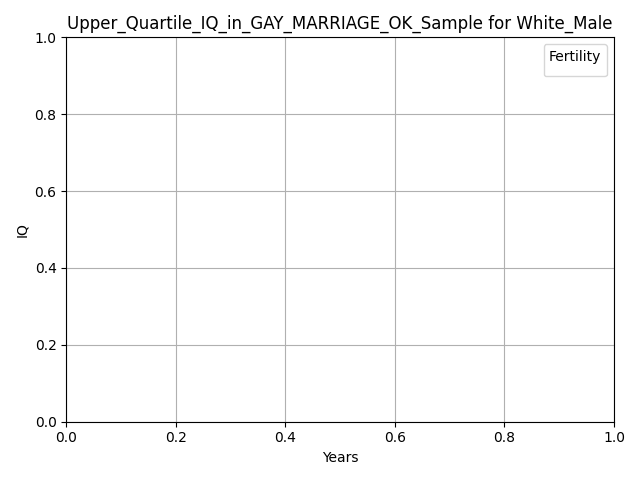 Upper_Quartile_IQ_in_GAY_MARRIAGE_OK_Sample for White_Male
1.0
Fertility
0.8
0.6
IQ
0.4
0.2
0.0
0.0 0.2 0.4 0.6 0.8 1.0
Years